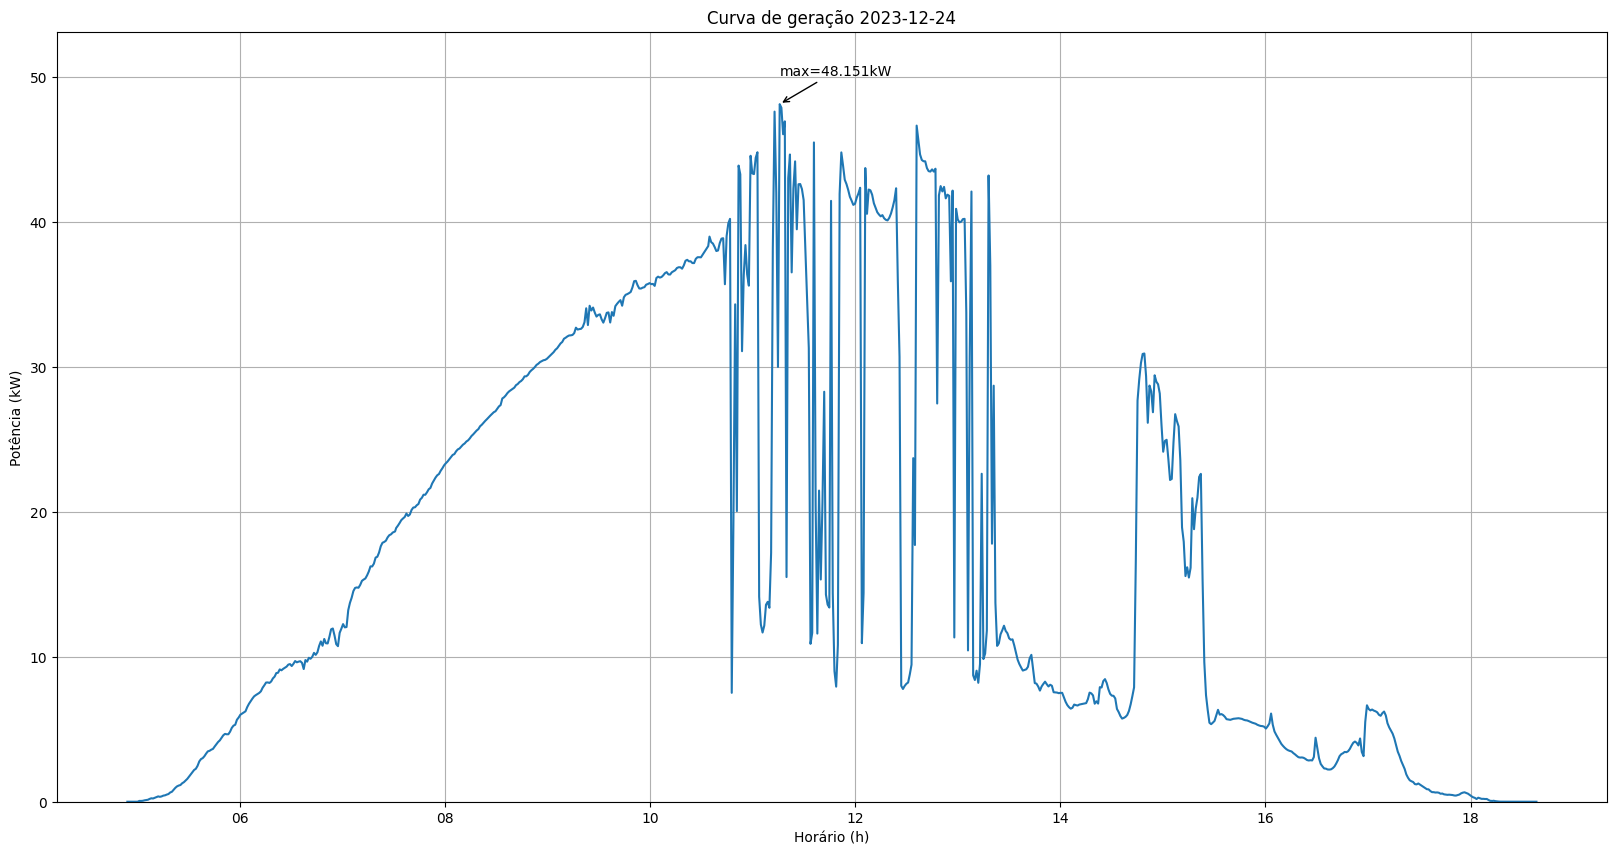 Curva de geração 2023-12-24
max=48.151kW
50
40
30
20
10
0
Potência (kW)
06 08 10 12 14 16 18
Horário (h)